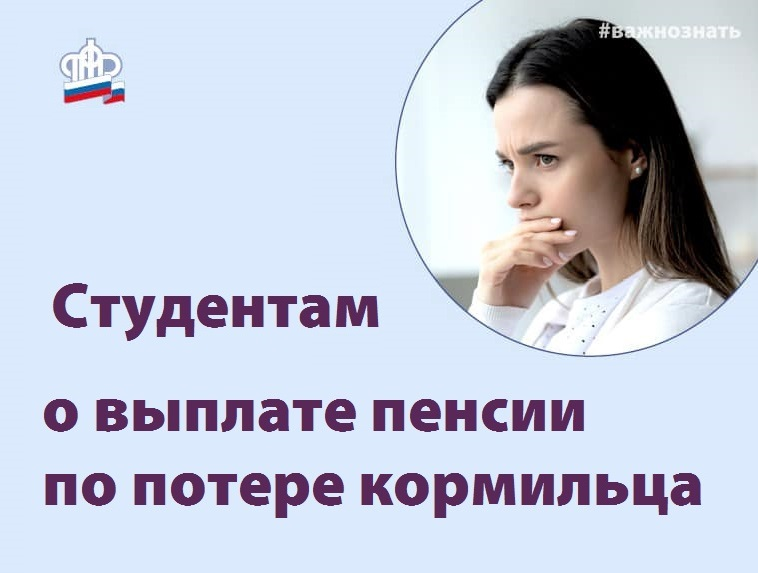 #важнознать
Студентам
о выплате пенсии
по потере кормильца